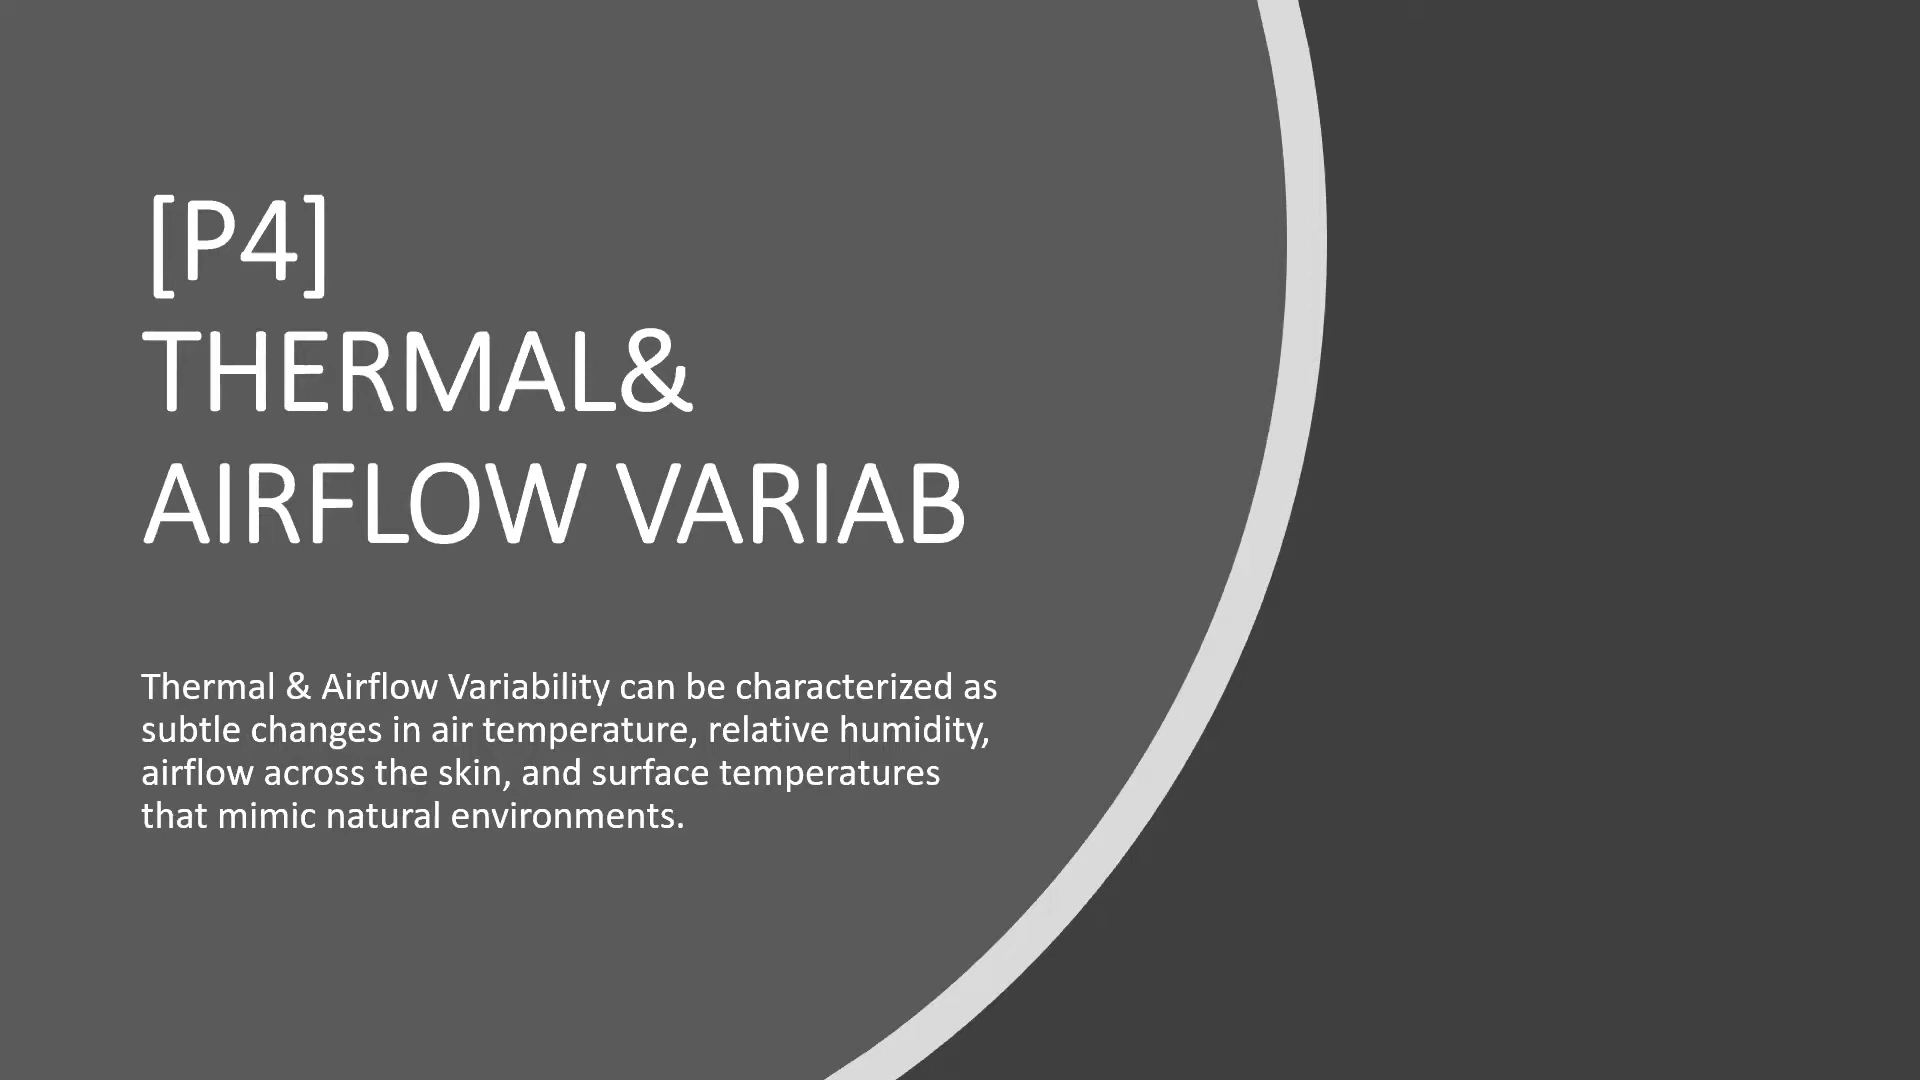 [P4]
THERMAL&
AIRFLOW VARIAB
Thermal & Airflow Variability can be characterized as
subtle changes in air temperature, relative humidity,
airflow across the skin, and surface temperatures
that mimic natural environments.